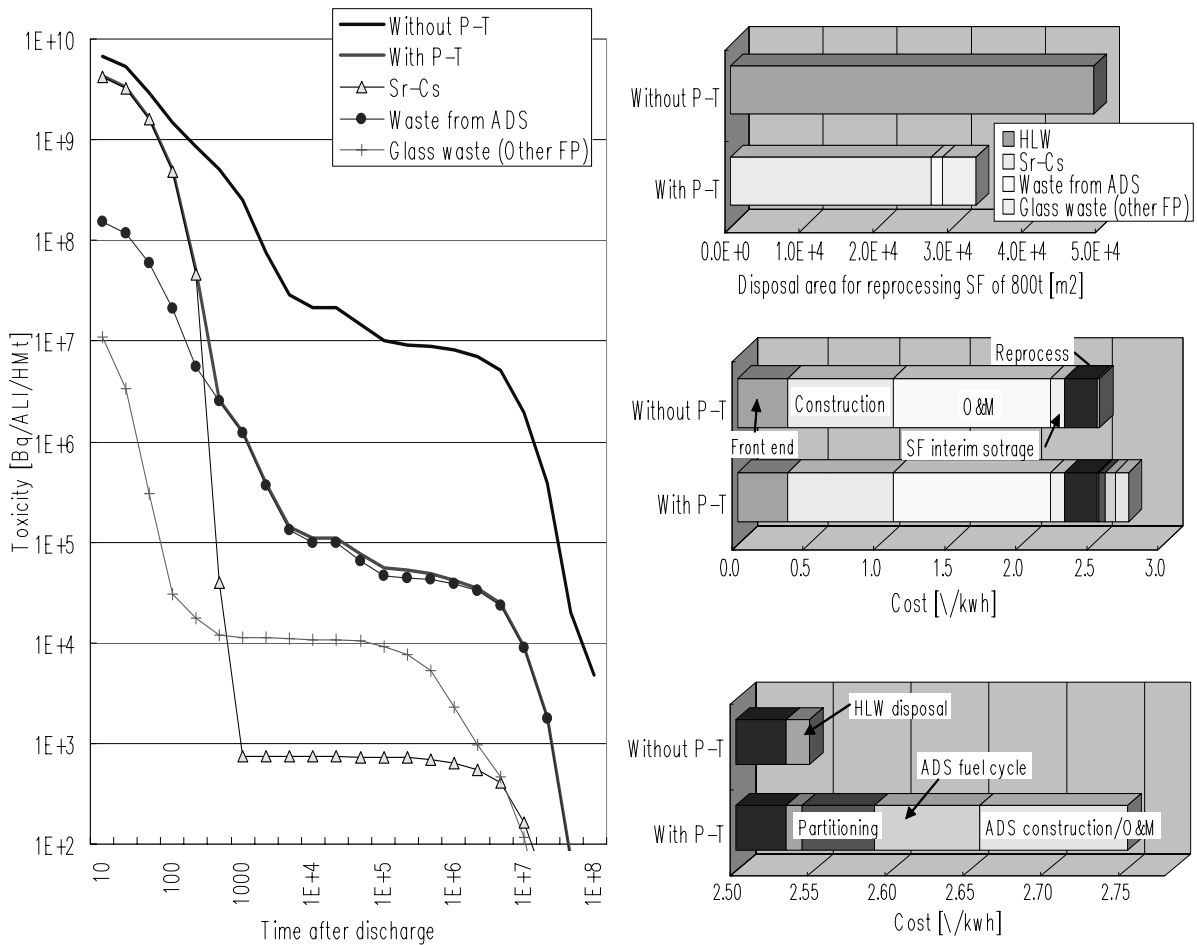 Without P-T
With P-T
Sr-Cs
Waste from ADS
Glass waste (Other FP)
1E+10
1E+9
1E+8
1E+7
1E+6
1E+5
1E+4
1E+3
1E+2
Toxicity [Bq/ALI/HMt]
10
100
1000
1E+4
1E+5
1E+6
1E+7
1E+8
Time after discharge
Without P-T
With P-T
HLW
Sr-Cs
Waste from ADS
Glass waste (other FP)
0.0E+0
1.0E+4
2.0E+4
3.0E+4
4.0E+4
5.0E+4
Disposal area for reprocessing SF of 800t [m2]
Reprocess
Without P-T
Construction
O&M
Front end
SF interim sotrage
With P-T
0.0
0.5
1.0
1.5
2.0
2.5
3.0
Cost [\/kwh]
HLW disposal
Without P-T
ADS fuel cycle
With P-T
Partitioning
ADS construction/O&M
2.50
2.55
2.60
2.65
2.70
2.75
Cost [\/kwh]